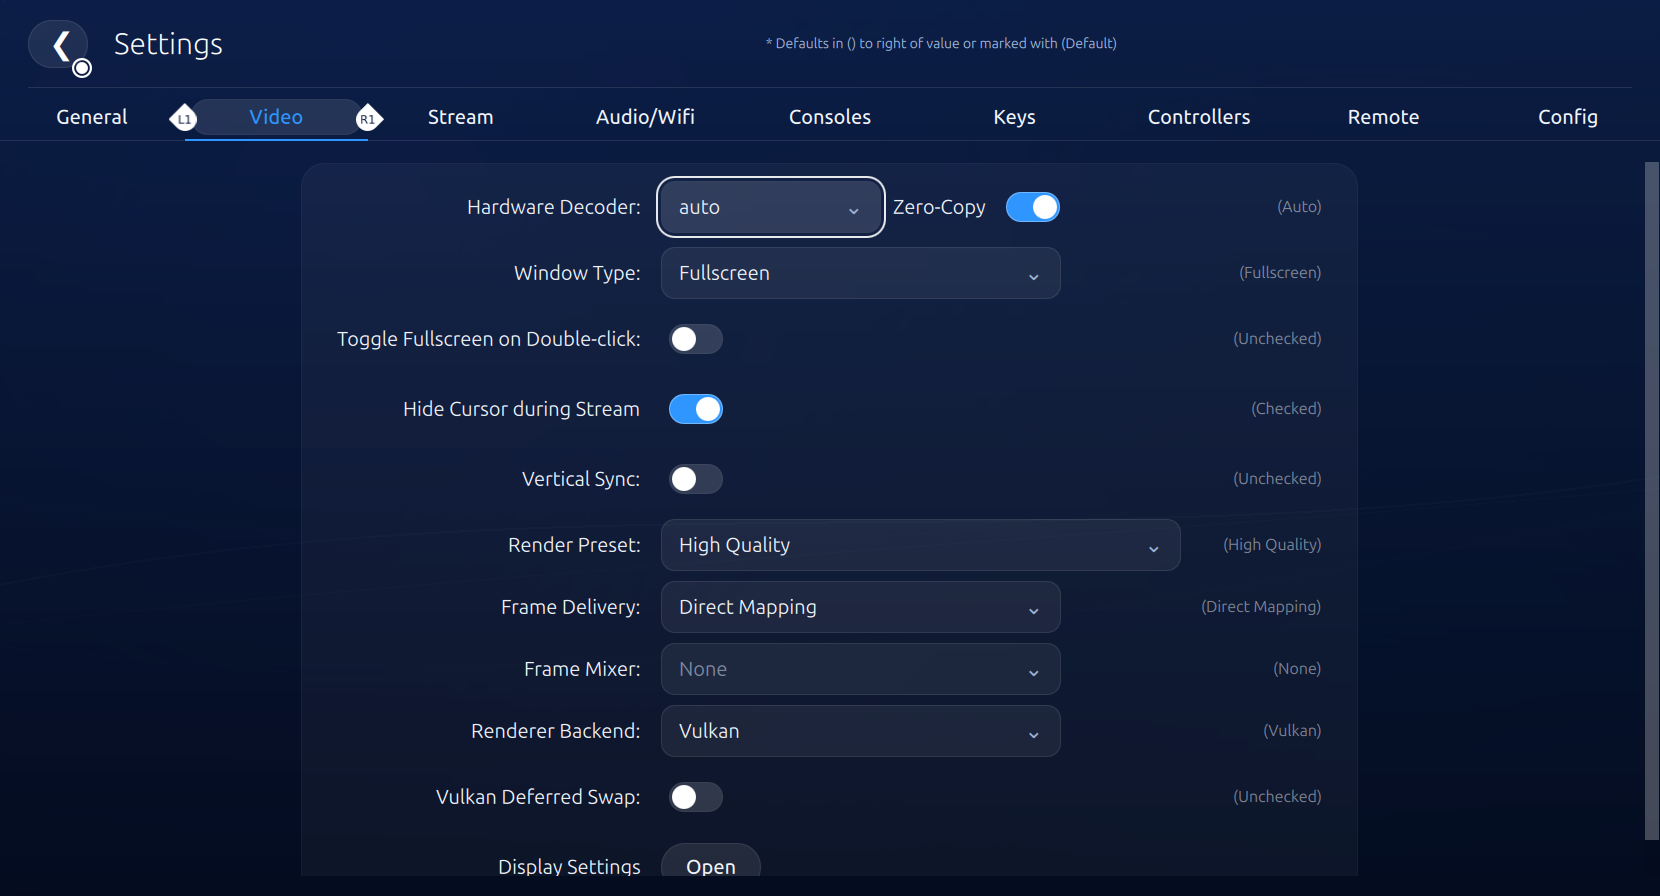 Settings
* Defaults in () to right of value or marked with (Default)
General L1 Video R1 Stream Audio/Wifi Consoles Keys Controllers Remote Config
Hardware Decoder: auto Zero-Copy (Auto)
Window Type: Fullscreen (Fullscreen)
Toggle Fullscreen on Double-click: (Unchecked)
Hide Cursor during Stream (Checked)
Vertical Sync: (Unchecked)
Render Preset: High Quality (High Quality)
Frame Delivery: Direct Mapping (Direct Mapping)
Frame Mixer: None (None)
Renderer Backend: Vulkan (Vulkan)
Vulkan Deferred Swap: (Unchecked)
Display Settings Open